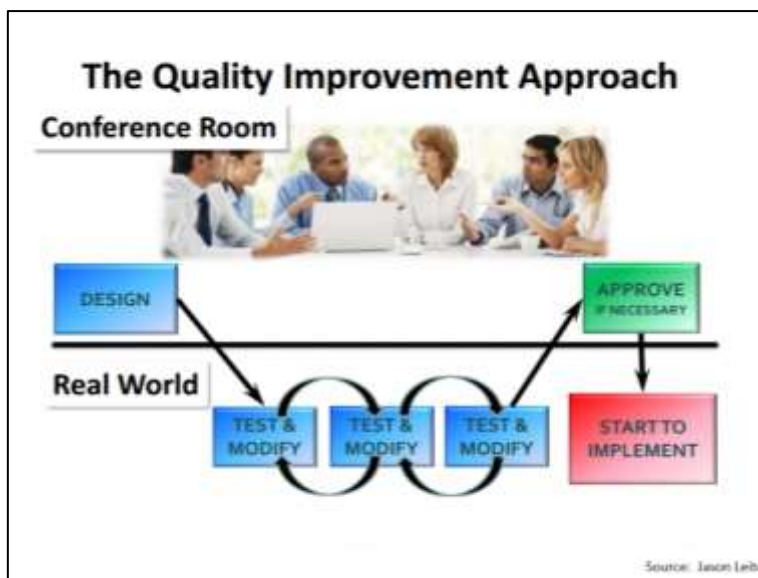 The Quality Improvement Approach
Conference Room
DESIGN
APPROVE
IF NECESSARY
Real World
TEST &
MODIFY
TEST &
MODIFY
TEST &
MODIFY
START TO
IMPLEMENT
Source: Jason Leit